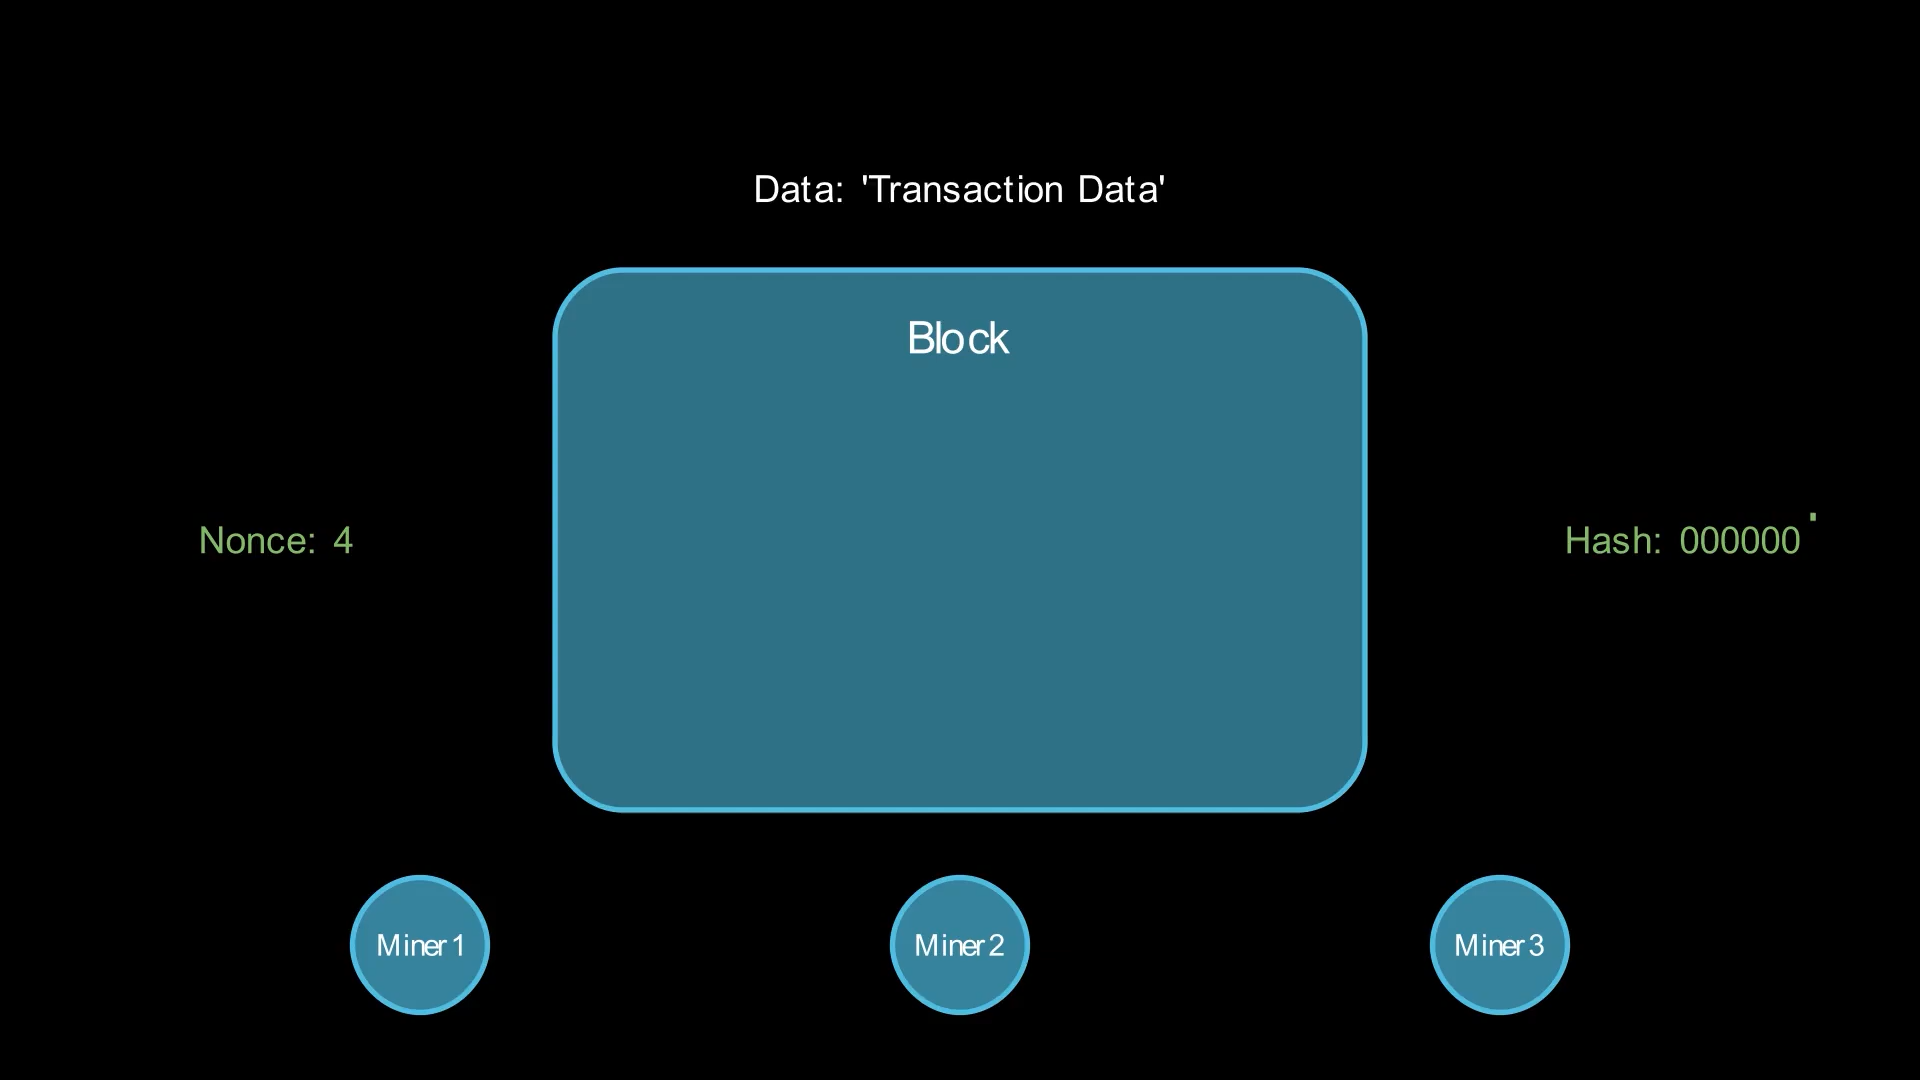 Data: 'Transaction Data'
Block
Nonce: 4
Hash: 000000'
Miner 1
Miner 2
Miner 3